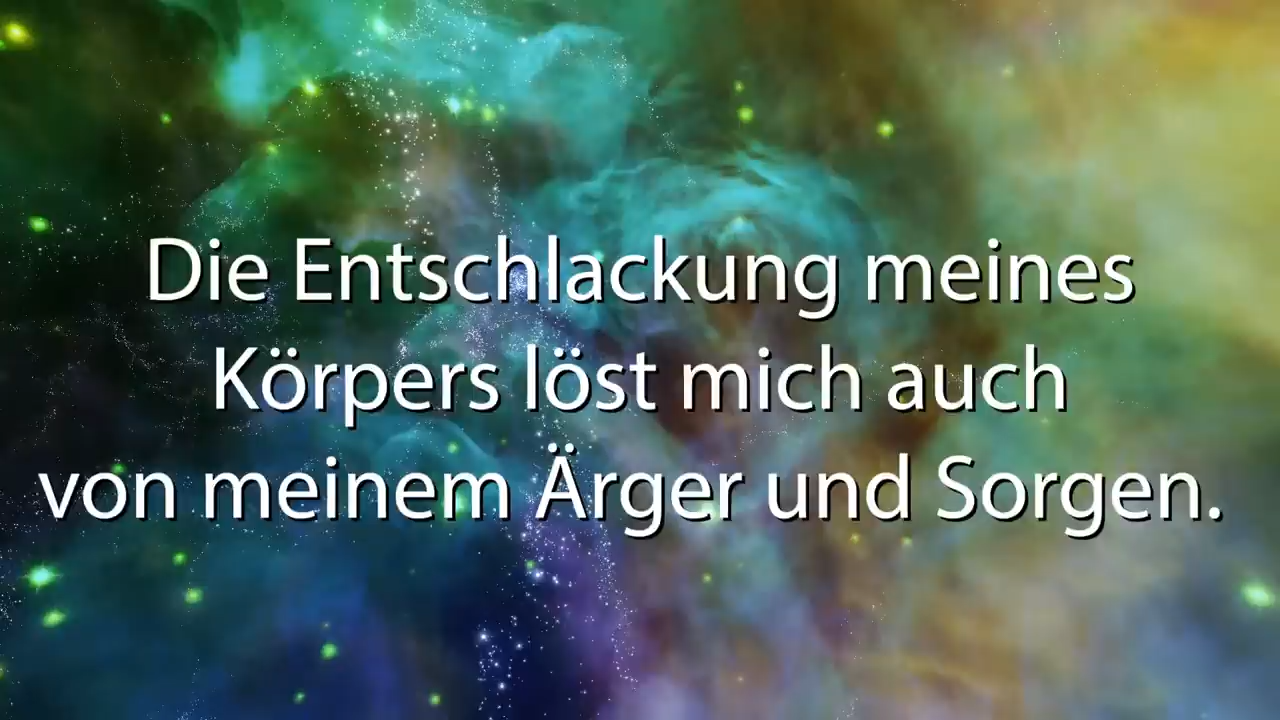 Die Entschlackung meines
Körpers löst mich auch
von meinem Ärger und Sorgen.